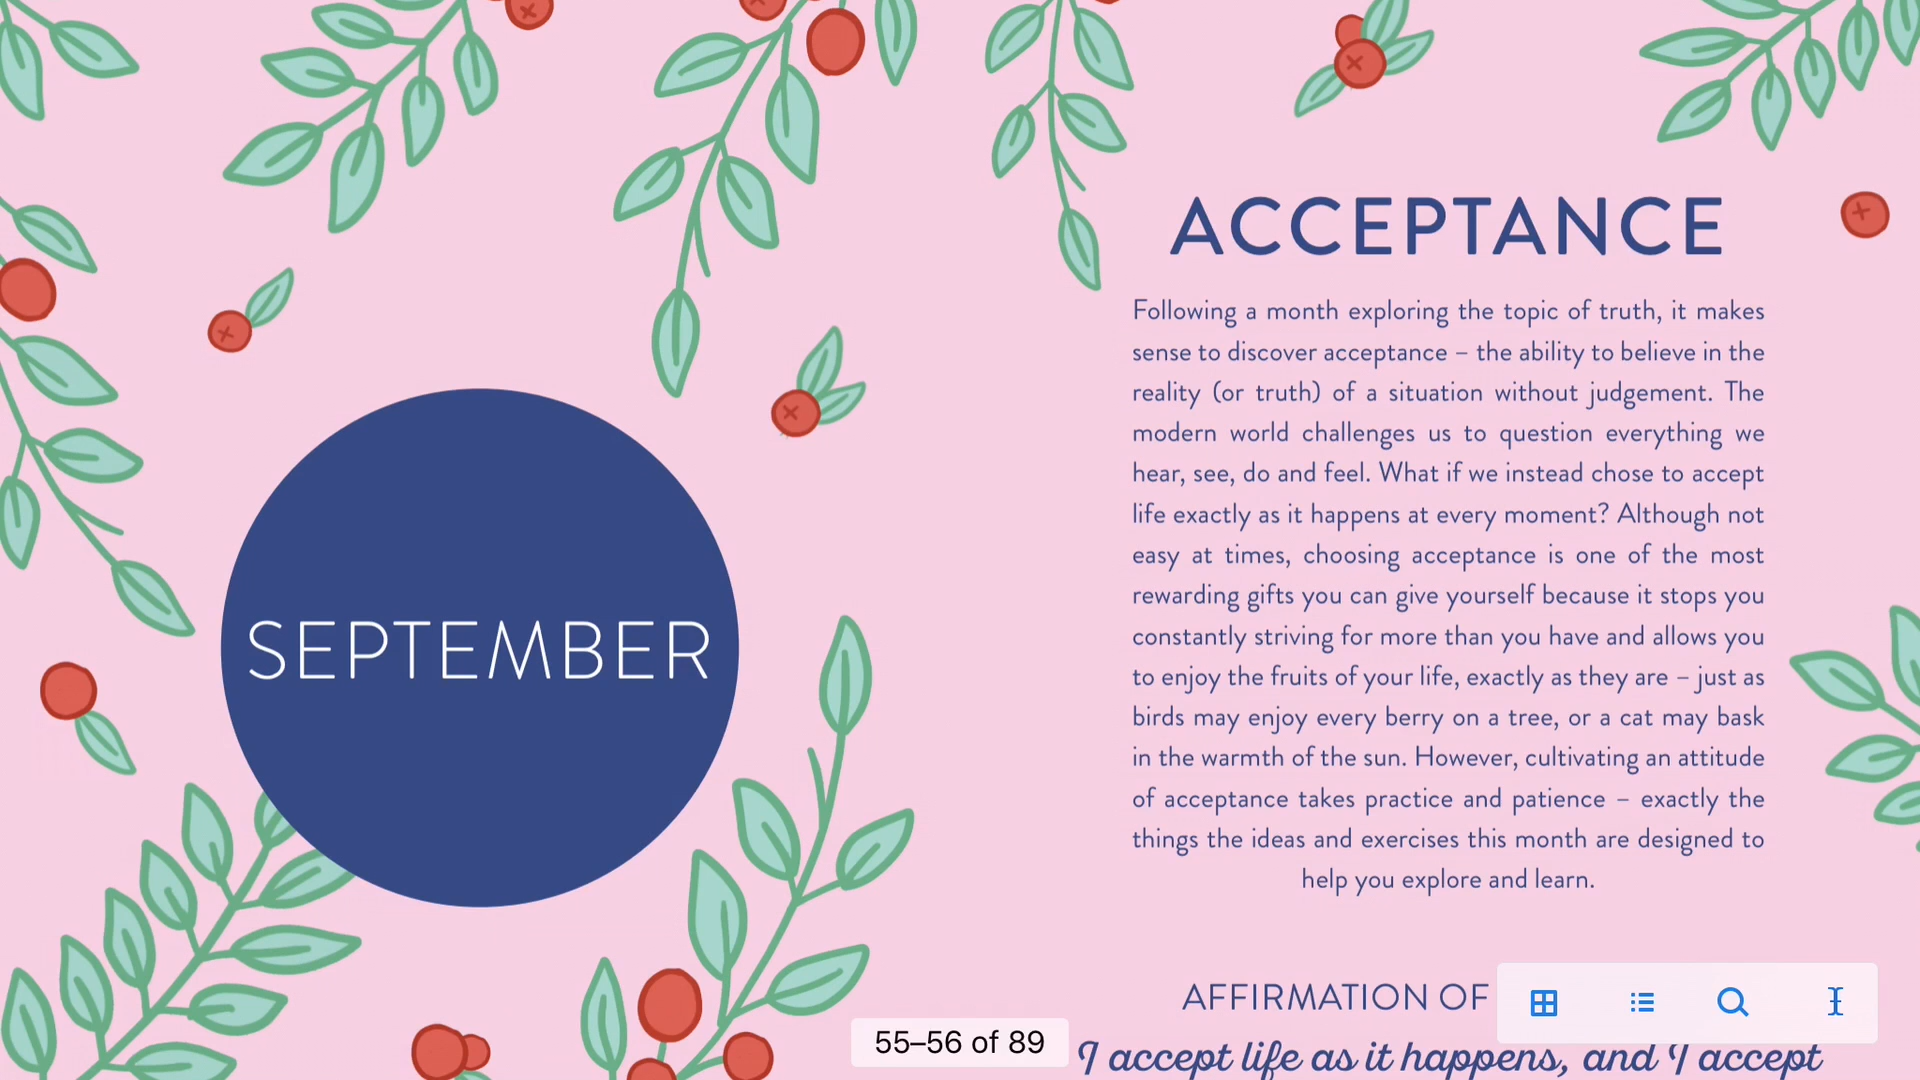 SEPTEMBER
ACCEPTANCE
Following a month exploring the topic of truth, it makes
sense to discover acceptance – the ability to believe in the
reality (or truth) of a situation without judgement. The
modern world challenges us to question everything we
hear, see, do and feel. What if we instead chose to accept
life exactly as it happens at every moment? Although not
easy at times, choosing acceptance is one of the most
rewarding gifts you can give yourself because it stops you
constantly striving for more than you have and allows you
to enjoy the fruits of your life, exactly as they are – just as
birds may enjoy every berry on a tree, or a cat may bask
in the warmth of the sun. However, cultivating an attitude
of acceptance takes practice and patience – exactly the
things the ideas and exercises this month are designed to
help you explore and learn.
AFFIRMATION OF
I accept life as it happens, and I accept
55–56 of 89